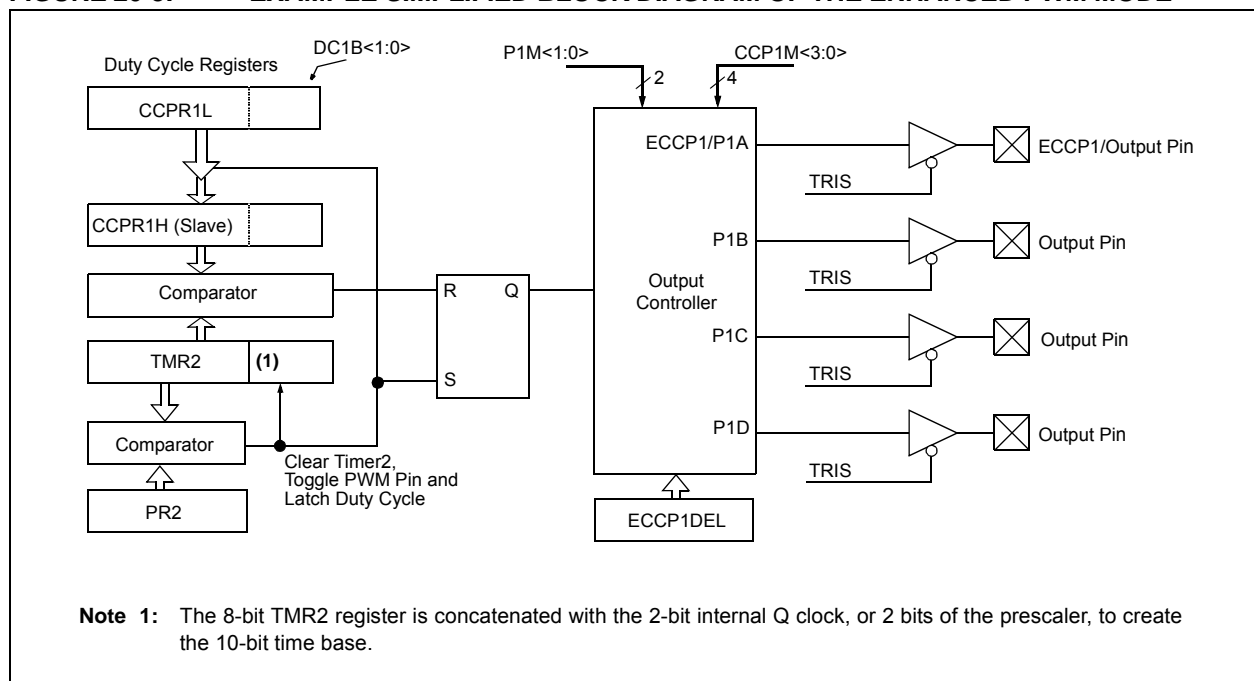 DC1B<1:0>
Duty Cycle Registers
CCPR1L
CCPR1H (Slave)
Comparator
TMR2
(1)
Comparator
PR2
Clear Timer2,
Toggle PWM Pin and
Latch Duty Cycle
R
Q
S
P1M<1:0>
2
CCP1M<3:0>
4
ECCP1/P1A
P1B
Output
Controller
P1C
P1D
ECCP1DEL
TRIS
ECCP1/Output Pin
TRIS
Output Pin
TRIS
Output Pin
TRIS
Output Pin
Note 1: The 8-bit TMR2 register is concatenated with the 2-bit internal Q clock, or 2 bits of the prescaler, to create
the 10-bit time base.